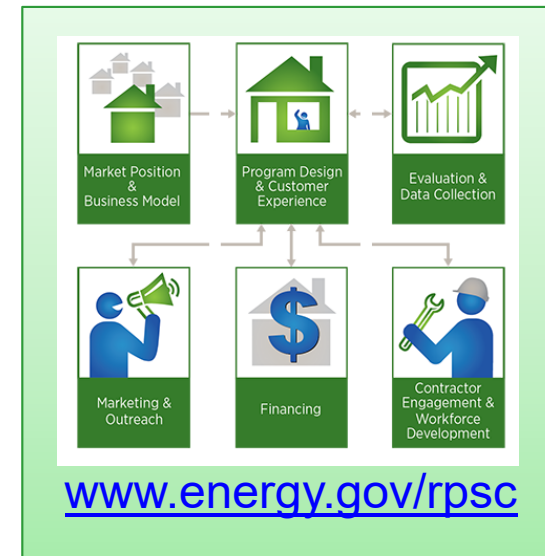 Market Position
&
Business Model
Program Design
& Customer
Experience
Evaluation &
Data Collection
Marketing &
Outreach
$
Financing
Contractor
Engagement &
Workforce
Development
www.energy.gov/rpsc